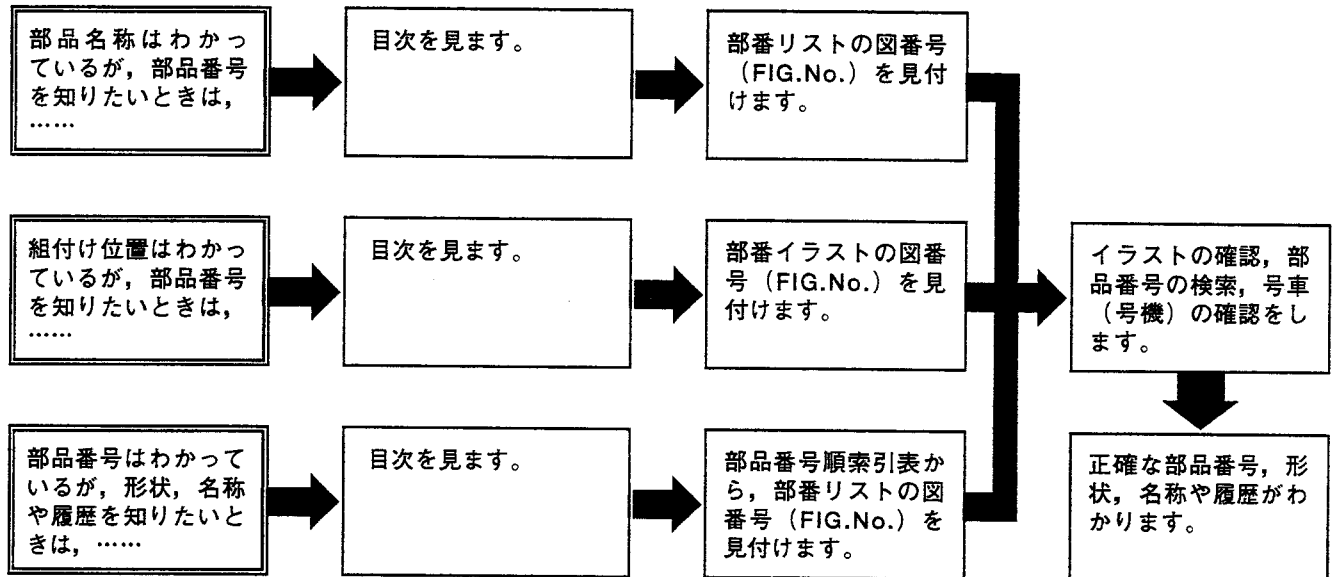 部品名称はわかっ
ているが，部品番号
を知りたいときは，
……
目次を見ます。
部番リストの図番号
（FIG.No.）を見付
けます。
組付け位置はわかっ
ているが，部品番号
を知りたいときは，
……
目次を見ます。
部番イラストの図番
号（FIG.No.）を見
付けます。
部品番号はわかって
いるが，形状，名称
や履歴を知りたいと
きは，……
目次を見ます。
部品番号順索引表か
ら，部番リストの図
番号（FIG.No.）を
見付けます。
イラストの確認，部
品番号の検索，号車
（号機）の確認をし
ます。
正確な部品番号，形
状，名称や履歴がわ
かります。